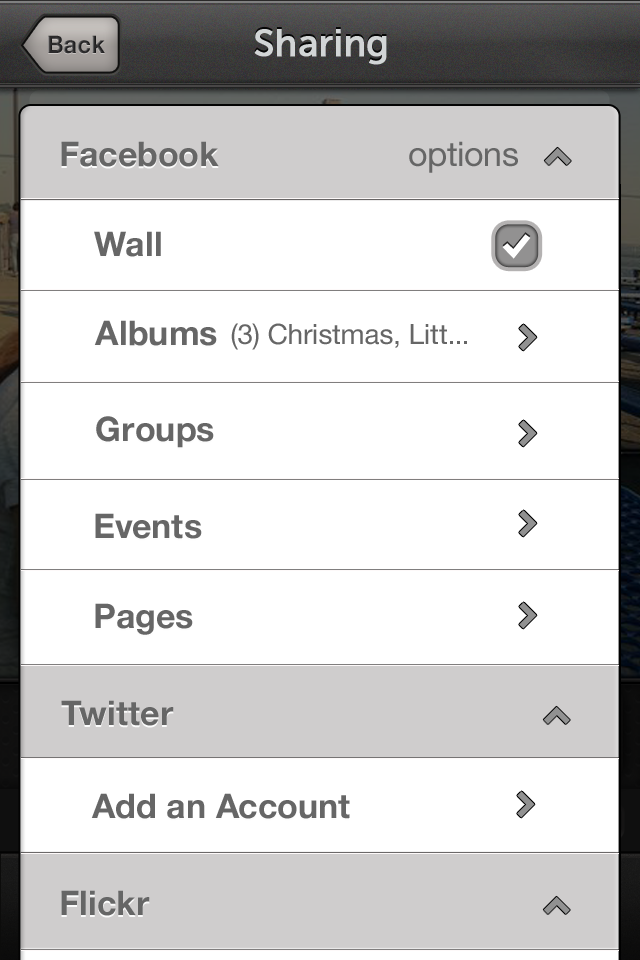 Back
Sharing
Facebook options
Wall
Albums (3) Christmas, Litt...
Groups
Events
Pages
Twitter
Add an Account
Flickr